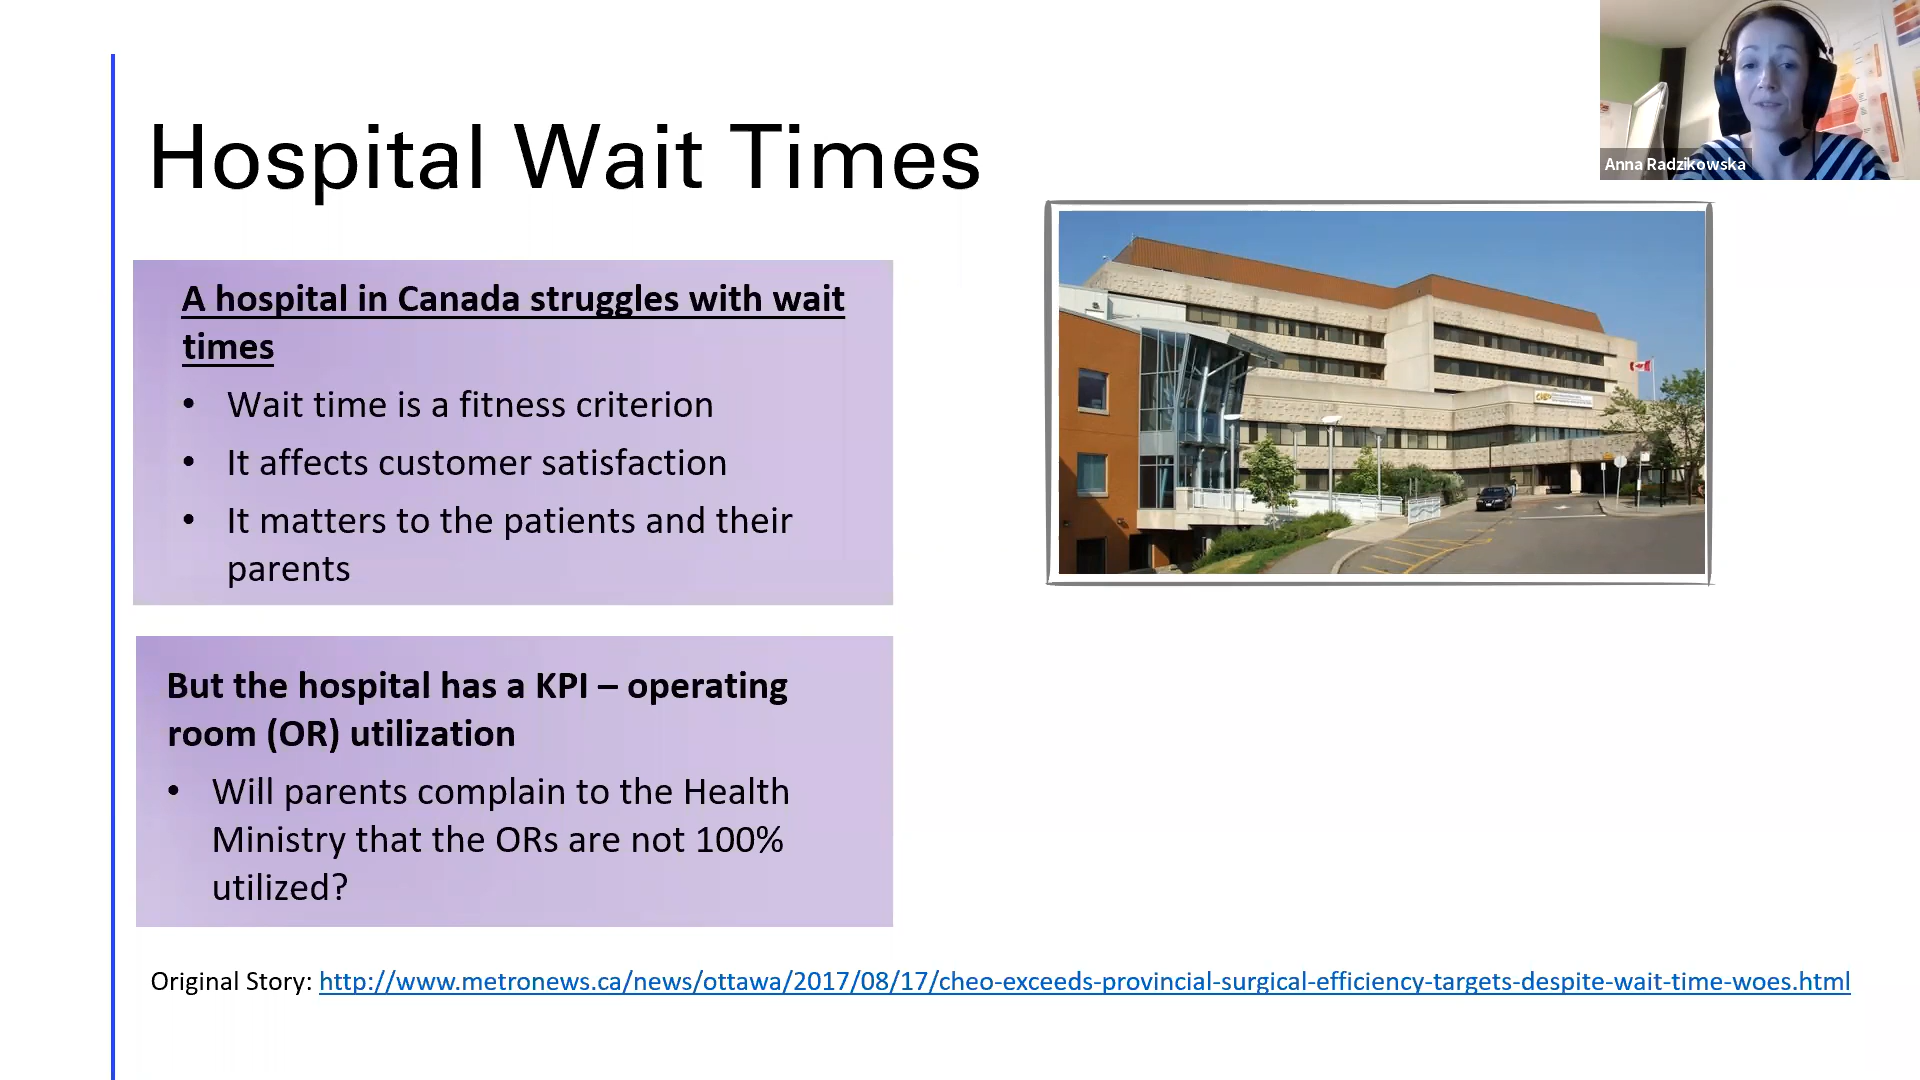 Anna Radzikowska
Hospital Wait Times
A hospital in Canada struggles with wait
times
• Wait time is a fitness criterion
• It affects customer satisfaction
• It matters to the patients and their
parents
CHEO
But the hospital has a KPI – operating
room (OR) utilization
• Will parents complain to the Health
Ministry that the ORs are not 100%
utilized?
Original Story: http://www.metronews.ca/news/ottawa/2017/08/17/cheo-exceeds-provincial-surgical-efficiency-targets-despite-wait-time-woes.html